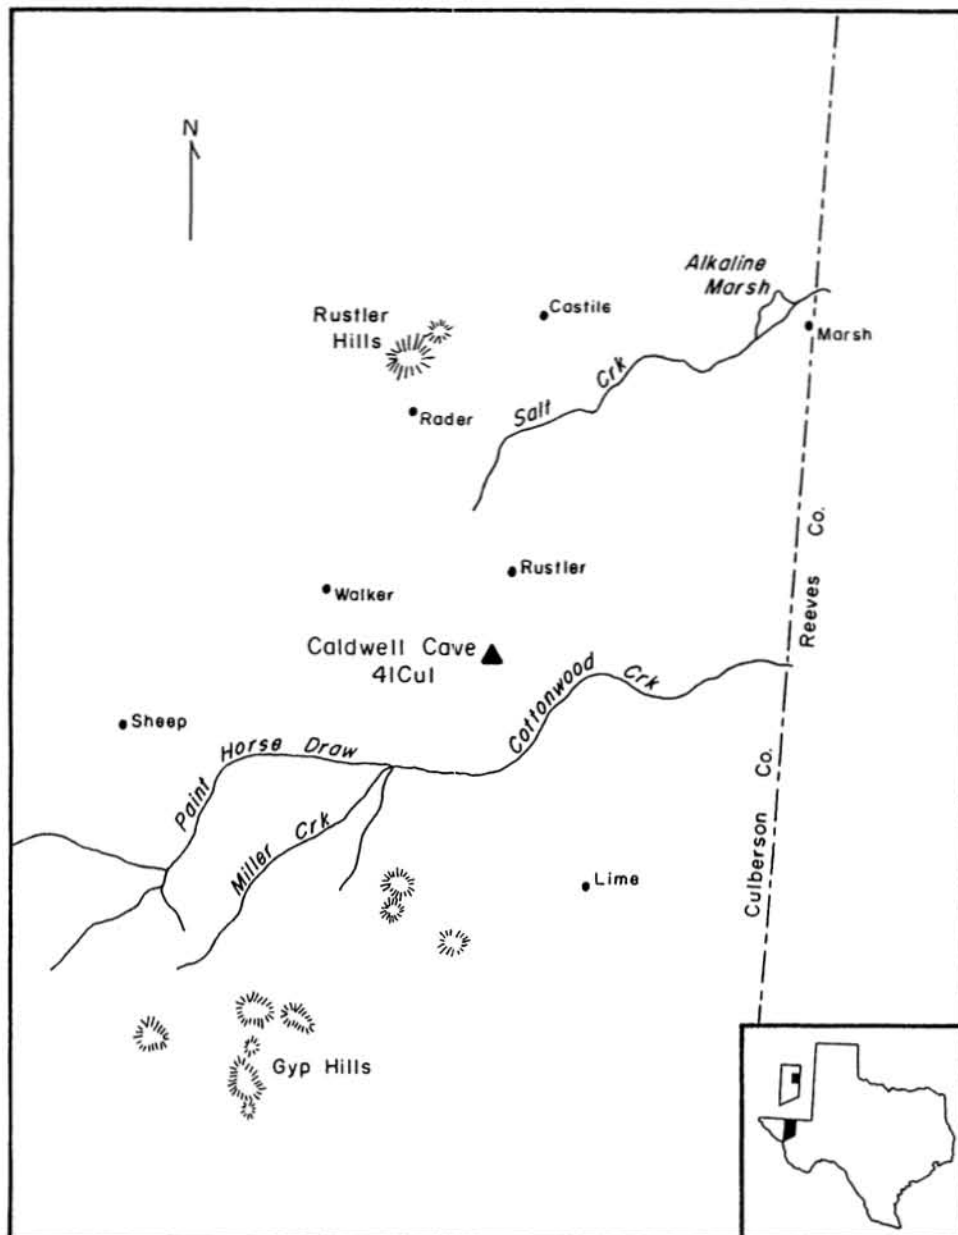 N
Alkaline
Marsh
Rustler
Hills
Castile
Marsh
Salt Crk
Rader
Reeves Co.
Rustler
Walker
Caldwell Cave
41CU1
Cottonwood Crk
Sheep
Paint Horse Draw
Miller Crk
Culberson Co.
Lime
Gyp Hills